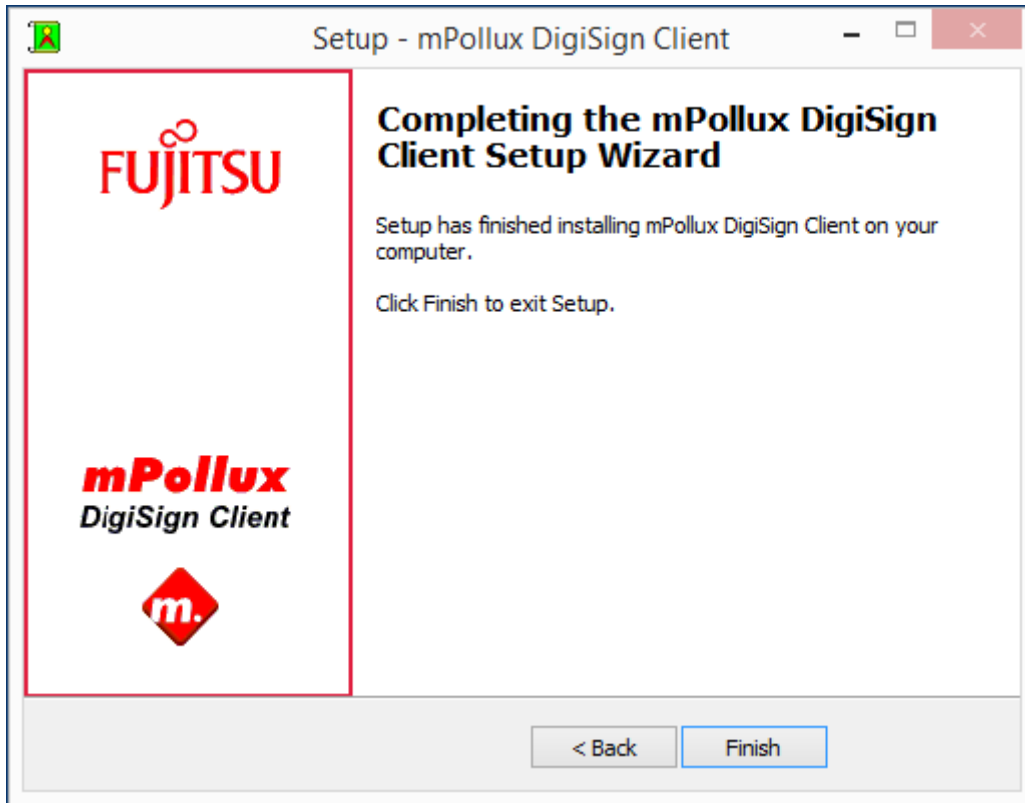 Setup - mPollux DigiSign Client
FUJITSU
mPollux
DigiSign Client
m.
Completing the mPollux DigiSign
Client Setup Wizard
Setup has finished installing mPollux DigiSign Client on your
computer.
Click Finish to exit Setup.
< Back
Finish